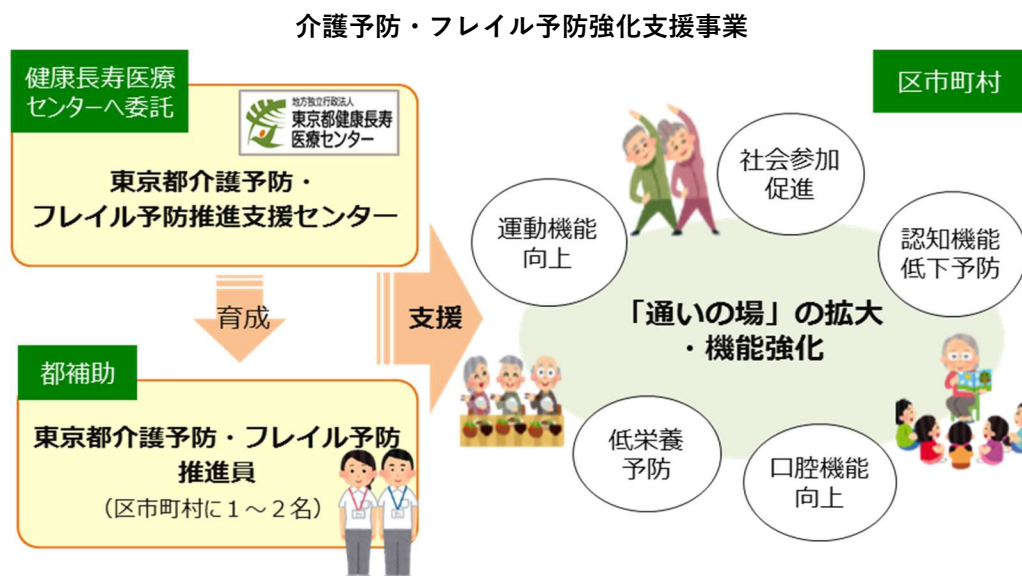 介護予防・フレイル予防強化支援事業
健康長寿医療
センターへ委託
地方独立行政法人
東京都健康長寿
医療センター
東京都介護予防・
フレイル予防推進支援センター
育成
都補助
東京都介護予防・フレイル予防
推進員
（区市町村に１～２名）
支援
区市町村
社会参加
促進
運動機能
向上
認知機能
低下予防
「通いの場」の拡大
・機能強化
低栄養
予防
口腔機能
向上